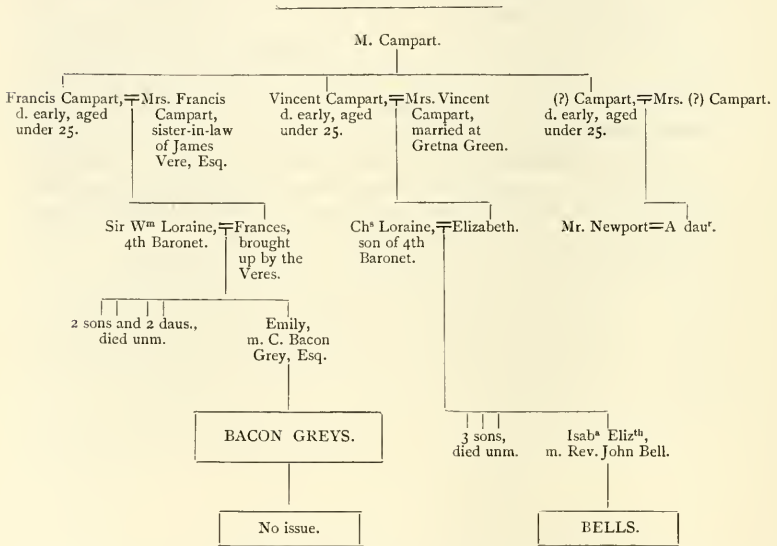 M. Campart.
Francis Campart,
d. early, aged
under 25.
Mrs. Francis
Campart,
sister-in-law
of James
Vere, Esq.
Vincent Campart,
d. early, aged
under 25.
Mrs. Vincent
Campart,
married at
Gretna Green.
(?) Campart,
d. early, aged
under 25.
Mrs. (?) Campart.
Sir Wᵐ Loraine,
4th Baronet.
Frances,
brought
up by the
Veres.
Chˢ Loraine,
son of 4th
Baronet.
Elizabeth.
Mr. Newport=A dauʳ.
2 sons and 2 daus.,
died unm.
Emily,
m. C. Bacon
Grey, Esq.
BACON GREYS.
3 sons,
died unm.
Isabᵃ Elizᵗʰ,
m. Rev. John Bell.
No issue.
BELLS.